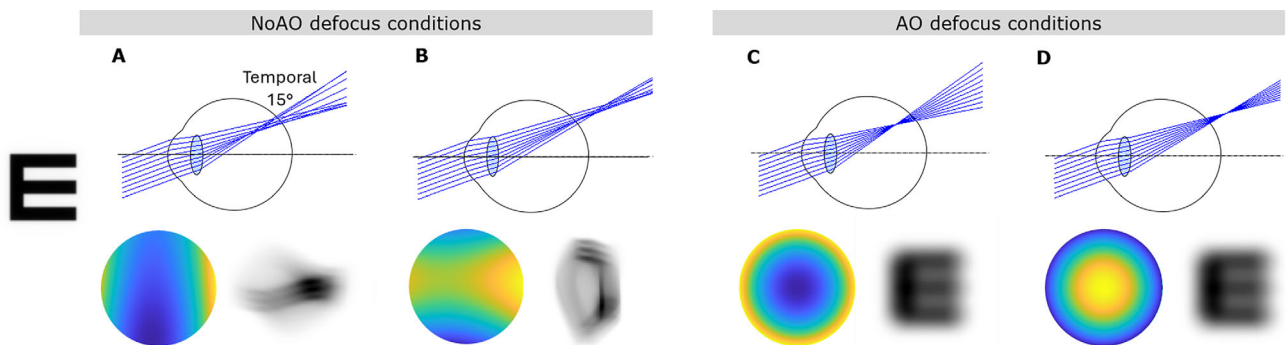 NoAO defocus conditions
AO defocus conditions
A
B
C
D
Temporal
15°
E
E
E